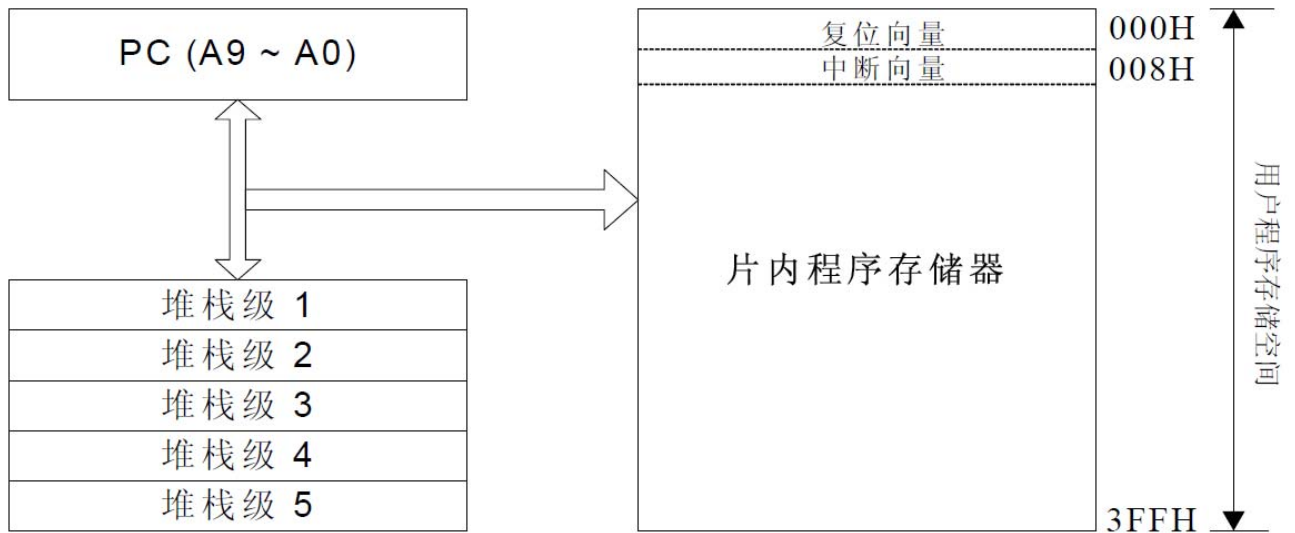 PC (A9 ~ A0)
堆栈级 1
堆栈级 2
堆栈级 3
堆栈级 4
堆栈级 5
复位向量
中断向量
片内程序存储器
000H
008H
3FFH
用户程序存储空间